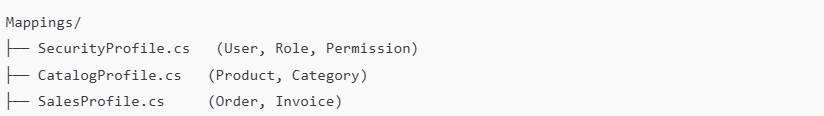 Mappings/
├── SecurityProfile.cs   (User, Role, Permission)
├── CatalogProfile.cs   (Product, Category)
├── SalesProfile.cs     (Order, Invoice)